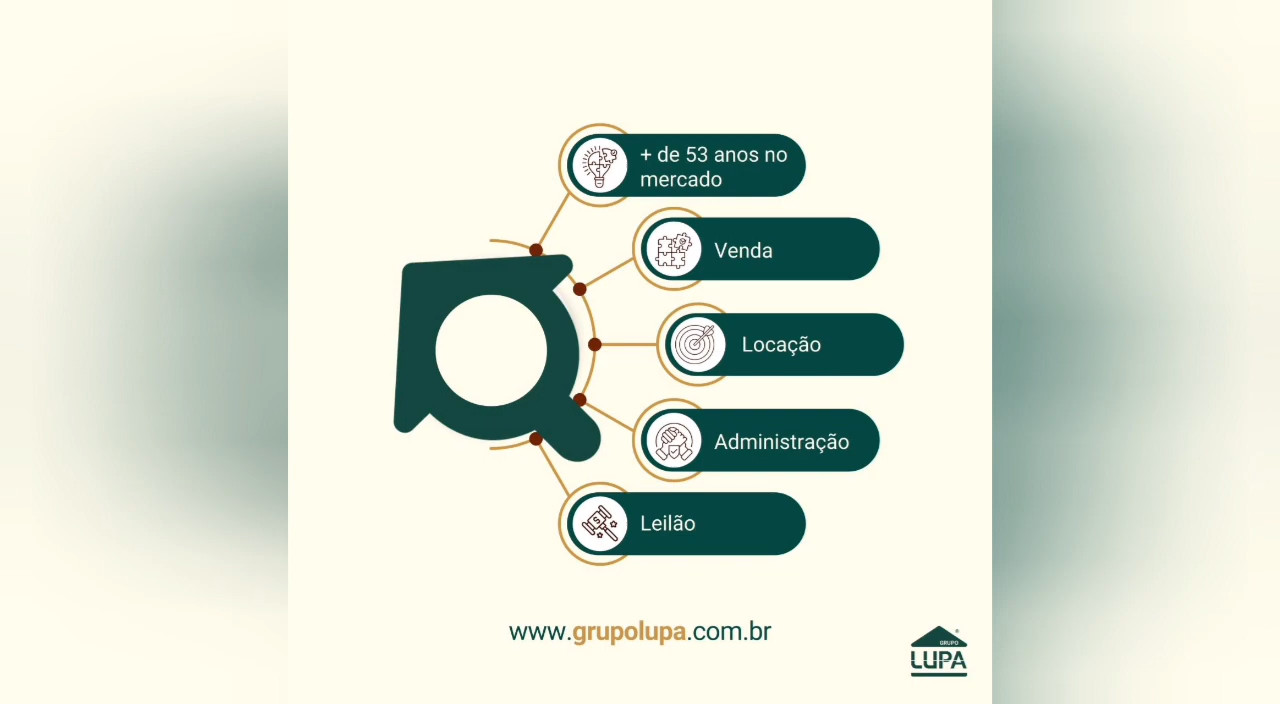 + de 53 anos no
mercado
Venda
Locação
Administração
Leilão
www.grupolupa.com.br
GRUPO
LUPA